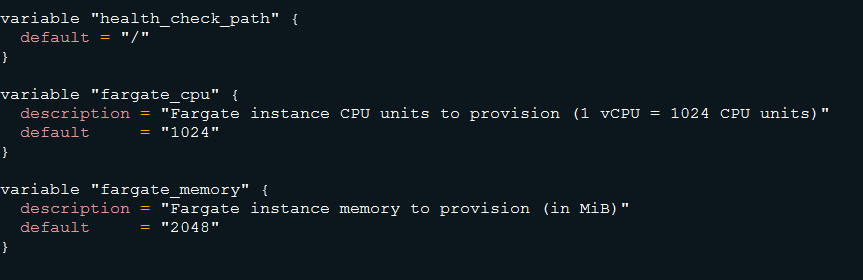 variable "health_check_path" {
  default = "/"
}

variable "fargate_cpu" {
  description = "Fargate instance CPU units to provision (1 vCPU = 1024 CPU units)"
  default     = "1024"
}

variable "fargate_memory" {
  description = "Fargate instance memory to provision (in MiB)"
  default     = "2048"
}